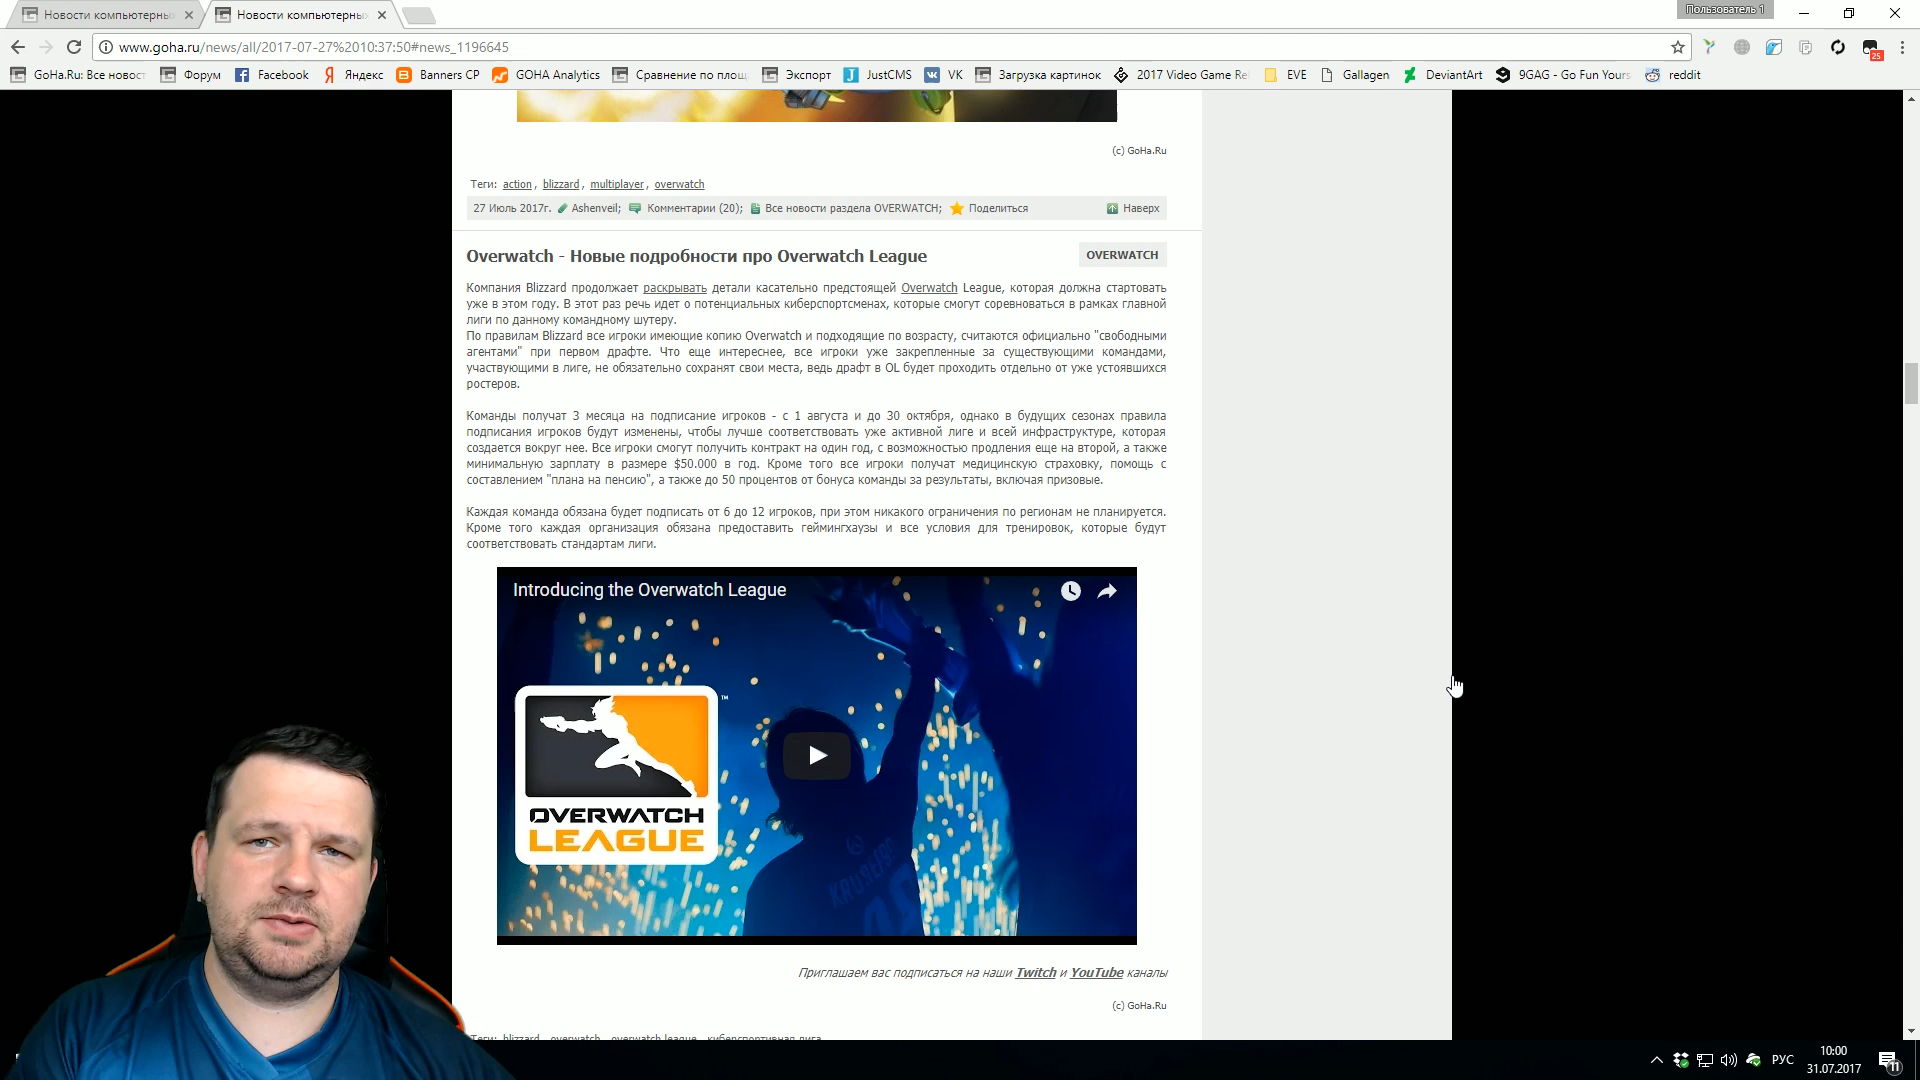 Новости компьютерны
Новости компьютерны
Пользователь 1
www.goha.ru/news/all/2017-07-27%2010:37:50#news_1196645
25
GoHa.Ru: Все новост
Форум
Facebook
Яндекс
Banners CP
GOHA Analytics
Сравнение по площ
Экспорт
JustCMS
VK
Загрузка картинок
2017 Video Game Rel
EVE
Gallagen
DeviantArt
9GAG - Go Fun Yours
reddit
(c) GoHa.Ru
Теги: action, blizzard, multiplayer, overwatch
27 Июль 2017г. Ashenveil; Комментарии (20); Все новости раздела OVERWATCH; Поделиться Наверх
Overwatch - Новые подробности про Overwatch League
OVERWATCH
Компания Blizzard продолжает раскрывать детали касательно предстоящей Overwatch League, которая должна стартовать
уже в этом году. В этот раз речь идет о потенциальных киберспортсменах, которые смогут соревноваться в рамках главной
лиги по данному командному шутеру.
По правилам Blizzard все игроки имеющие копию Overwatch и подходящие по возрасту, считаются официально "свободными
агентами" при первом драфте. Что еще интереснее, все игроки уже закрепленные за существующими командами,
участвующими в лиге, не обязательно сохранят свои места, ведь драфт в OL будет проходить отдельно от уже устоявшихся
ростеров.
Команды получат 3 месяца на подписание игроков - с 1 августа и до 30 октября, однако в будущих сезонах правила
подписания игроков будут изменены, чтобы лучше соответствовать уже активной лиге и всей инфраструктуре, которая
создается вокруг нее. Все игроки смогут получить контракт на один год, с возможностью продления еще на второй, а также
минимальную зарплату в размере $50.000 в год. Кроме того все игроки получат медицинскую страховку, помощь с
составлением "плана на пенсию", а также до 50 процентов от бонуса команды за результаты, включая призовые.
Каждая команда обязана будет подписать от 6 до 12 игроков, при этом никакого ограничения по регионам не планируется.
Кроме того каждая организация обязана предоставить геймингхаузы и все условия для тренировок, которые будут
соответствовать стандартам лиги.
Introducing the Overwatch League
TM
OVERWATCH
LEAGUE
Приглашаем вас подписаться на наши Twitch и YouTube каналы
(c) GoHa.Ru
Теги: blizzard, overwatch, overwatch league, киберспортивная лига
РУС
10:00
31.07.2017
11